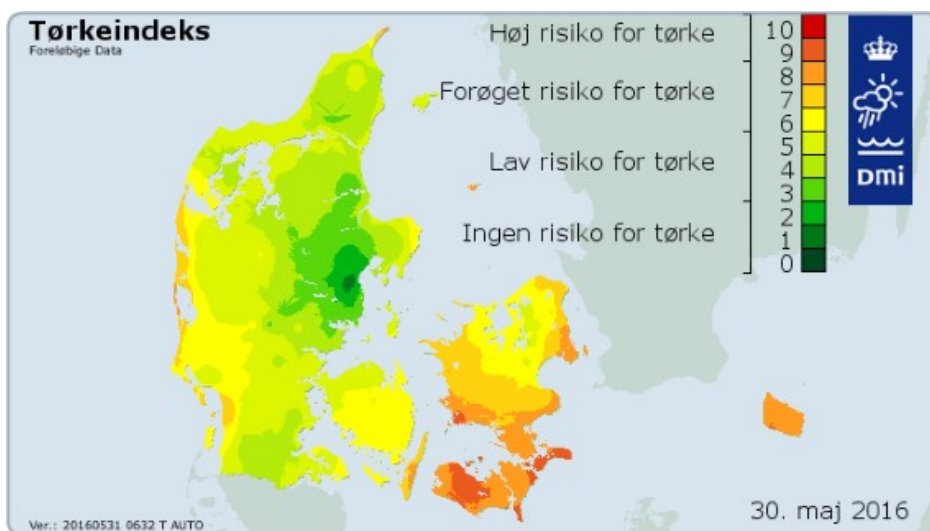 Tørkeindeks
Foreløbige Data
Høj risiko for tørke
Forøget risiko for tørke
Lav risiko for tørke
Ingen risiko for tørke
10
9
8
7
6
5
4
3
2
1
0
DMI
30. maj 2016
Ver.: 20160531 0632 T AUTO